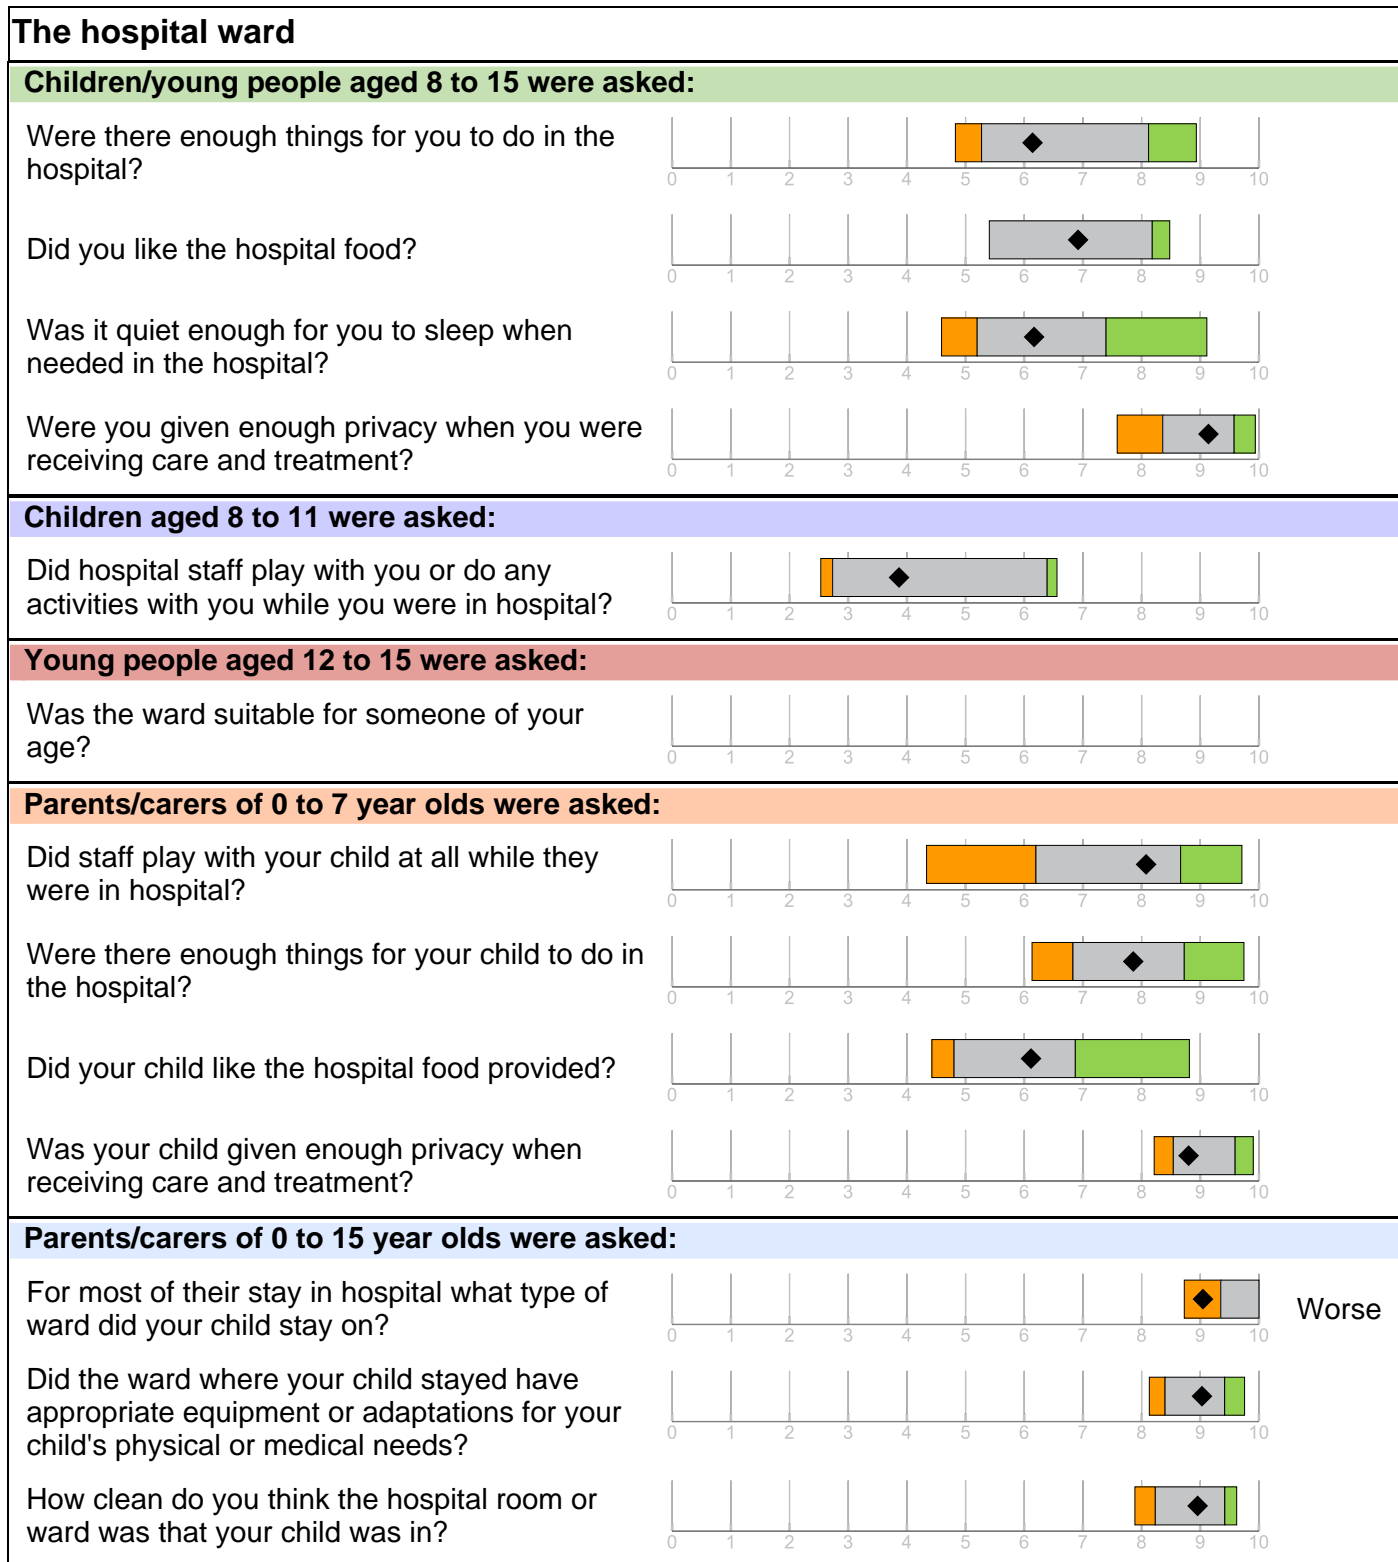 The hospital ward
Children/young people aged 8 to 15 were asked:
Were there enough things for you to do in the
hospital?
0 1 2 3 4 5 6 7 8 9 10
Did you like the hospital food?
0 1 2 3 4 5 6 7 8 9 10
Was it quiet enough for you to sleep when
needed in the hospital?
0 1 2 3 4 5 6 7 8 9 10
Were you given enough privacy when you were
receiving care and treatment?
0 1 2 3 4 5 6 7 8 9 10
Children aged 8 to 11 were asked:
Did hospital staff play with you or do any
activities with you while you were in hospital?
0 1 2 3 4 5 6 7 8 9 10
Young people aged 12 to 15 were asked:
Was the ward suitable for someone of your
age?
0 1 2 3 4 5 6 7 8 9 10
Parents/carers of 0 to 7 year olds were asked:
Did staff play with your child at all while they
were in hospital?
0 1 2 3 4 5 6 7 8 9 10
Were there enough things for your child to do in
the hospital?
0 1 2 3 4 5 6 7 8 9 10
Did your child like the hospital food provided?
0 1 2 3 4 5 6 7 8 9 10
Was your child given enough privacy when
receiving care and treatment?
0 1 2 3 4 5 6 7 8 9 10
Parents/carers of 0 to 15 year olds were asked:
For most of their stay in hospital what type of
ward did your child stay on?
0 1 2 3 4 5 6 7 8 9 10
Worse
Did the ward where your child stayed have
appropriate equipment or adaptations for your
child's physical or medical needs?
0 1 2 3 4 5 6 7 8 9 10
How clean do you think the hospital room or
ward was that your child was in?
0 1 2 3 4 5 6 7 8 9 10